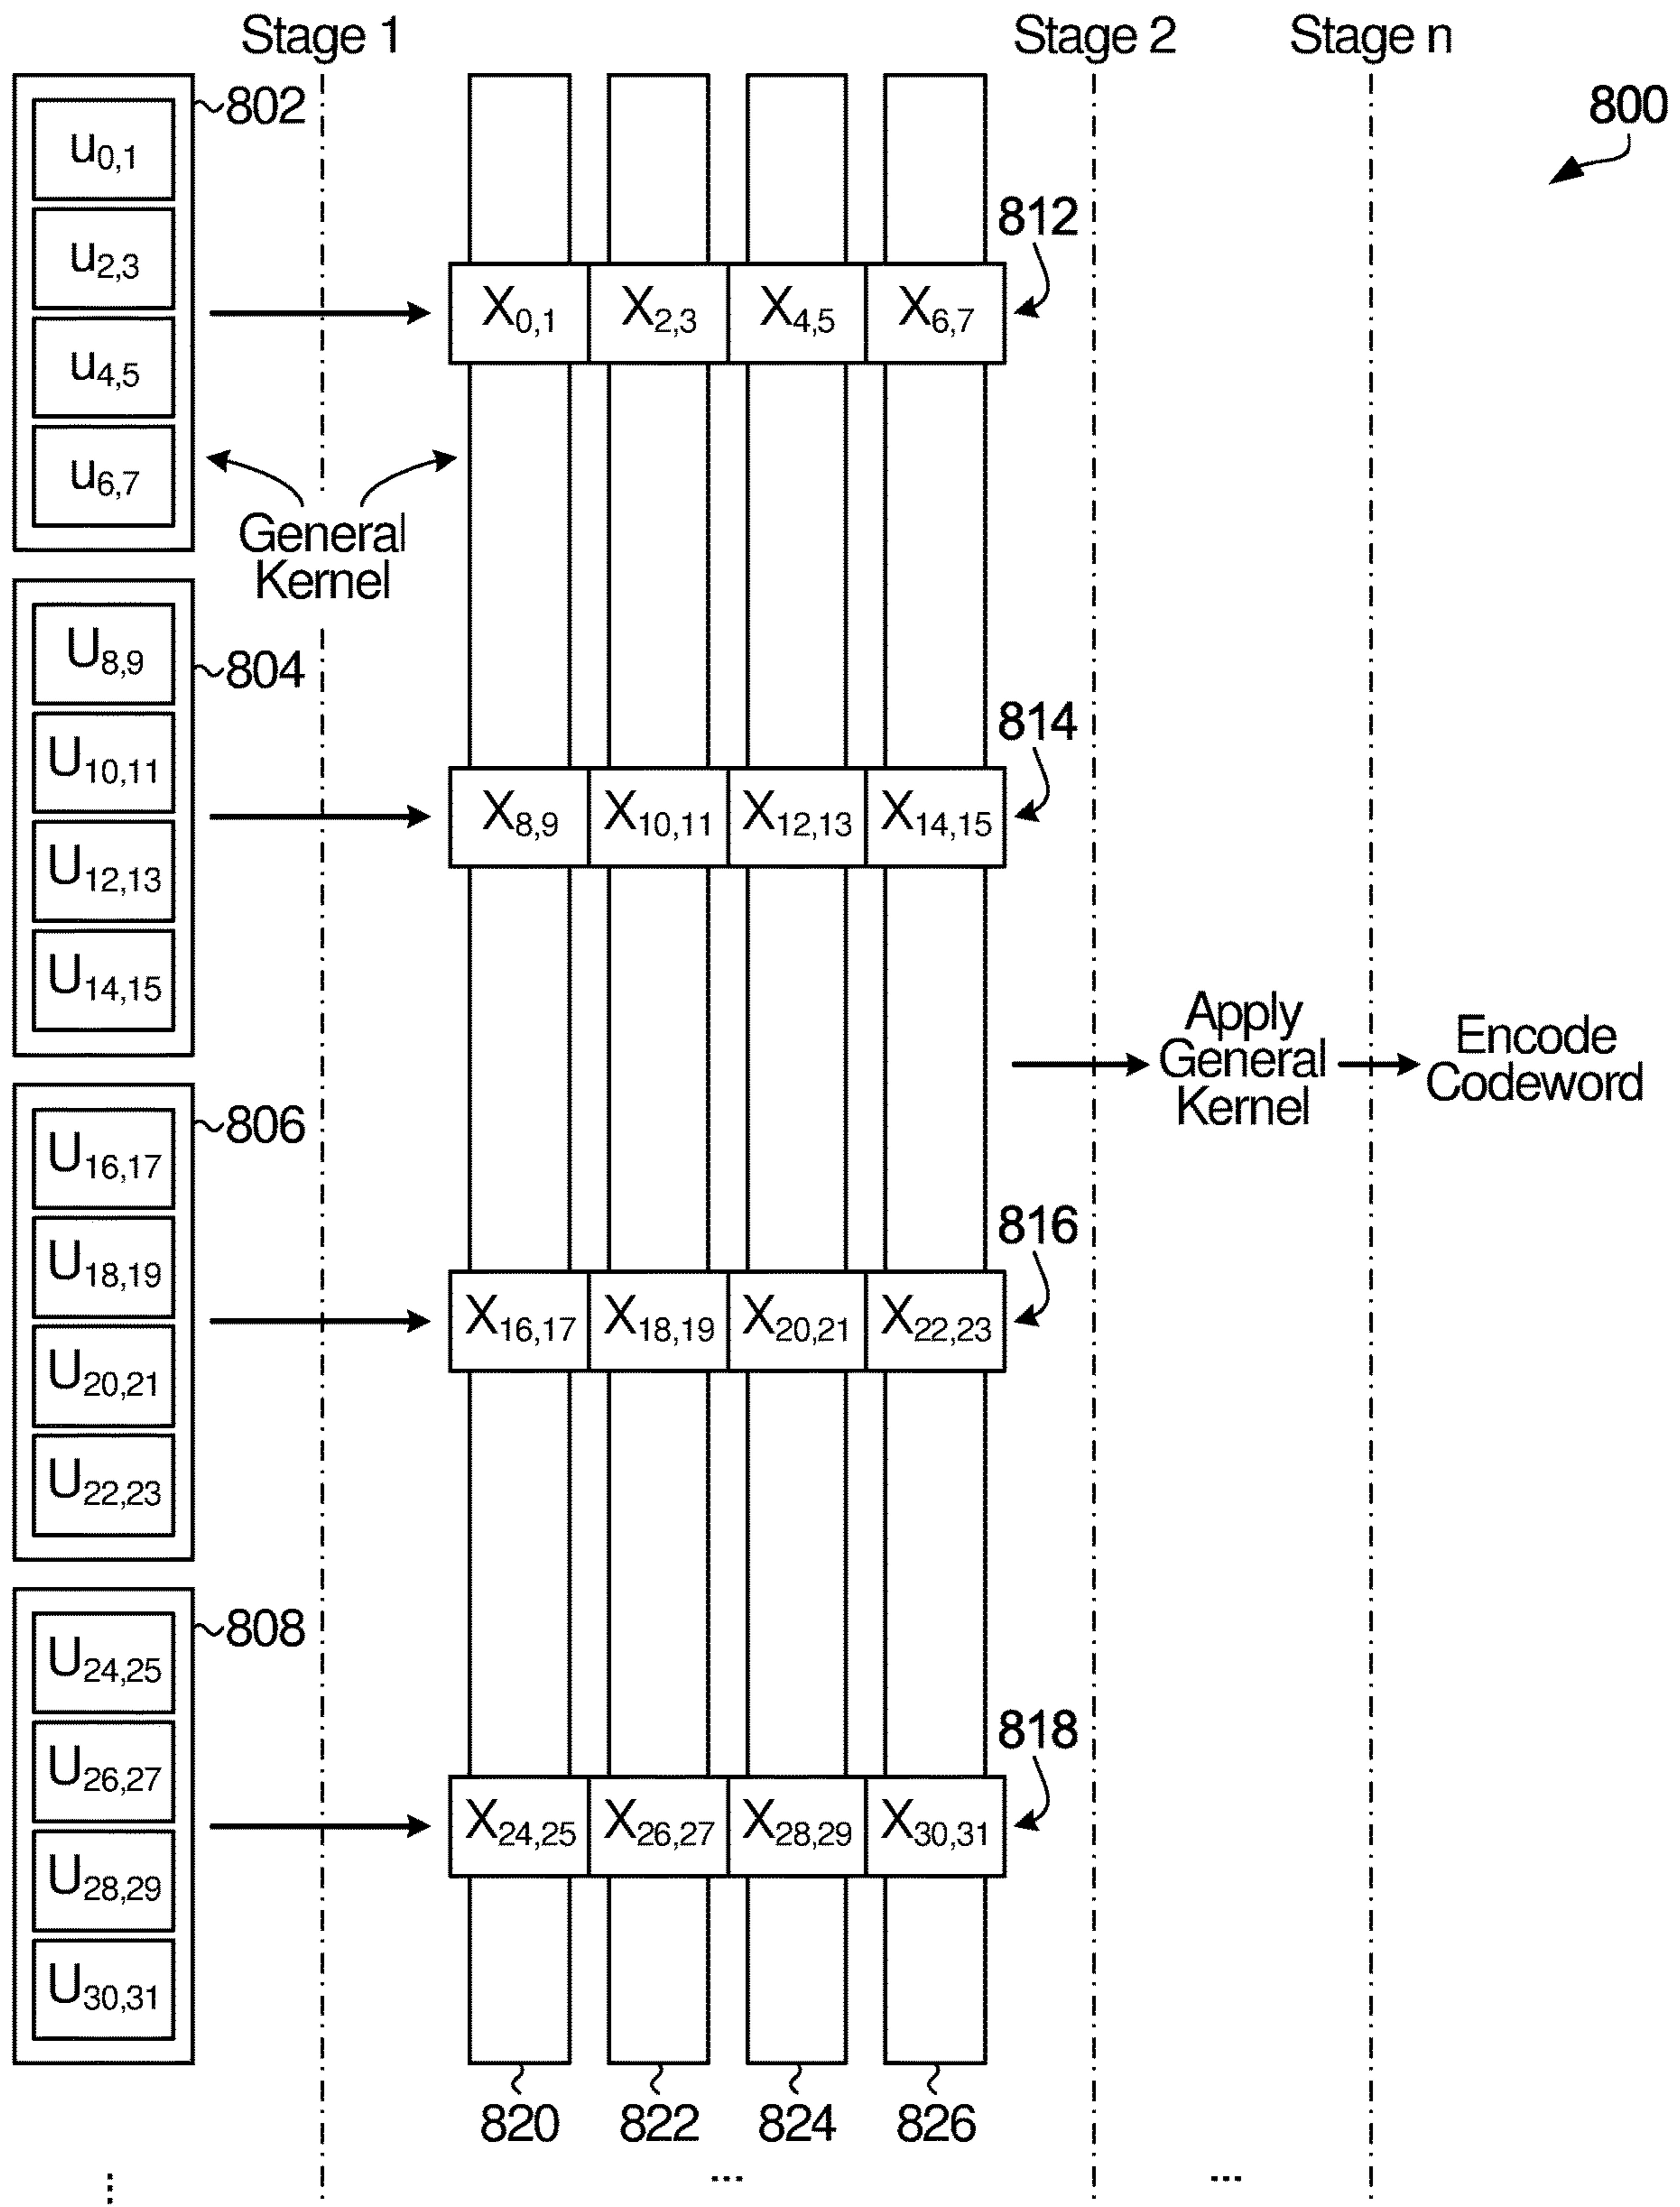 Stage 1 Stage 2 Stage n
802
800
u0,1
u2,3
u4,5
u6,7
812
X0,1 X2,3 X4,5 X6,7
General
Kernel
804
U8,9
U10,11
U12,13
U14,15
814
X8,9 X10,11 X12,13 X14,15
Apply
General
Kernel
Encode
Codeword
806
U16,17
U18,19
U20,21
U22,23
816
X16,17 X18,19 X20,21 X22,23
808
U24,25
U26,27
U28,29
U30,31
818
X24,25 X26,27 X28,29 X30,31
820 822 824 826
... ... ...